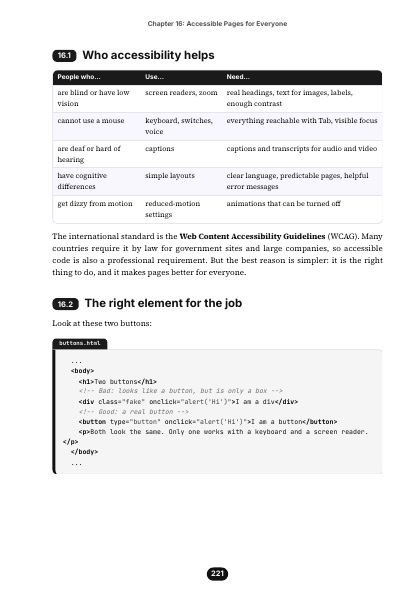 Chapter 16: Accessible Pages for Everyone
16.1 Who accessibility helps
People who... Use... Need...
are blind or have low vision screen readers, zoom real headings, text for images, labels, enough contrast
cannot use a mouse keyboard, switches, voice everything reachable with Tab, visible focus
are deaf or hard of hearing captions captions and transcripts for audio and video
have cognitive differences simple layouts clear language, predictable pages, helpful error messages
get dizzy from motion reduced-motion settings animations that can be turned off
The international standard is the Web Content Accessibility Guidelines (WCAG). Many
countries require it by law for government sites and large companies, so accessible
code is also a professional requirement. But the best reason is simpler: it is the right
thing to do, and it makes pages better for everyone.
16.2 The right element for the job
Look at these two buttons:
buttons.html
...
<body>
<h1>Two buttons</h1>
<!-- Bad: looks like a button, but is only a box -->
<div class="fake" onclick="alert('Hi')">I am a div</div>
<!-- Good: a real button -->
<button type="button" onclick="alert('Hi')">I am a button</button>
<p>Both look the same. Only one works with a keyboard and a screen reader.
</p>
</body>
...
221